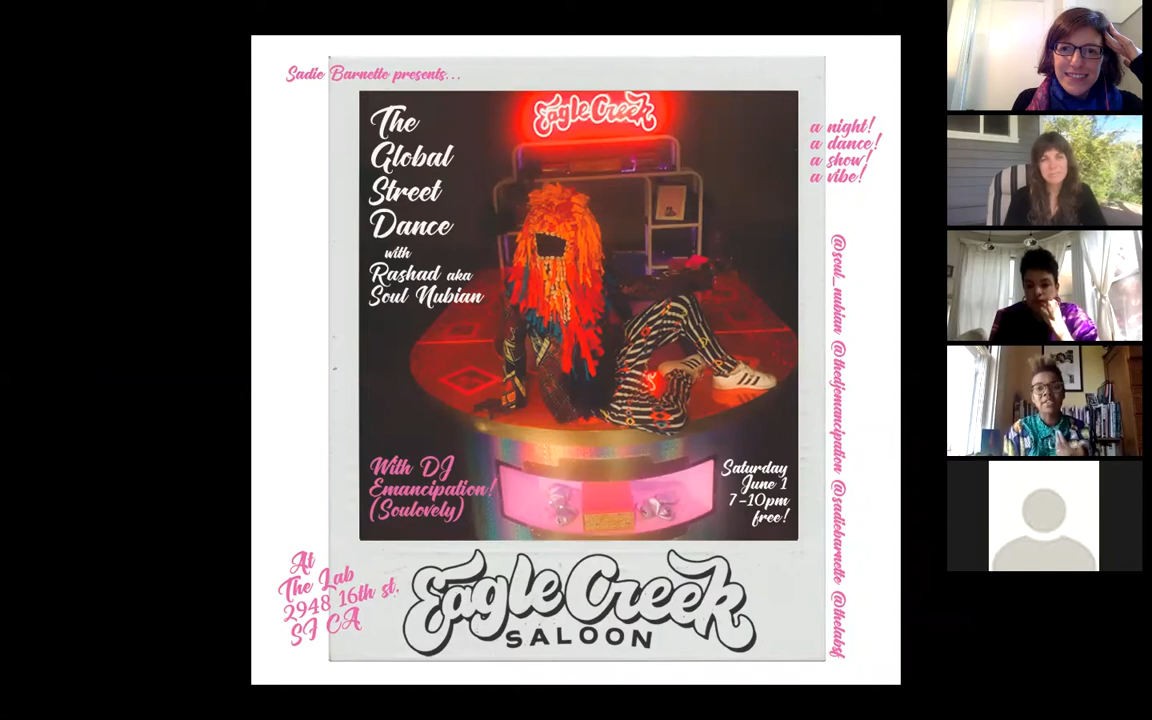 Sadie Barnette presents...
Eagle Creek
The
Global
Street
Dance
with
Rashad aka
Soul Nubian
a night!
a dance!
a show!
a vibe!
@soul_nubian @thedjemancipation @sadiebarnette @thelabsf
With DJ
Emancipation!
(Soulovely)
Saturday
June 1
7-10pm
free!
At
The Lab
2948 16th st.
SF CA
Eagle Creek
SALOON